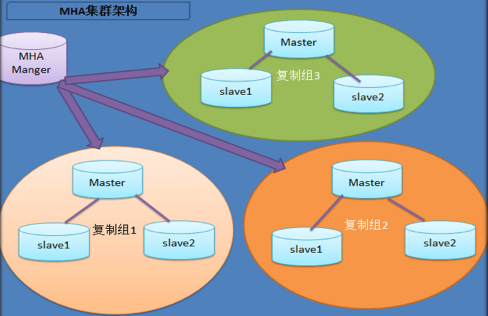 MHA集群架构
MHA
Manger
Master
slave1
复制组3
slave2
Master
slave1
复制组1
slave2
Master
slave1
复制组2
slave2